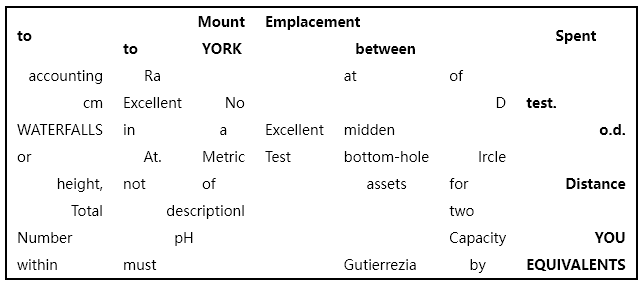 to Mount Emplacement Spent
to YORK between
accounting Ra at of
cm Excellent No D test.
WATERFALLS in a Excellent midden o.d.
or At. Metric Test bottom-hole Ircle
height, not of assets for Distance
Total descriptionl two
Number pH Capacity YOU
within must Gutierrezia by EQUIVALENTS